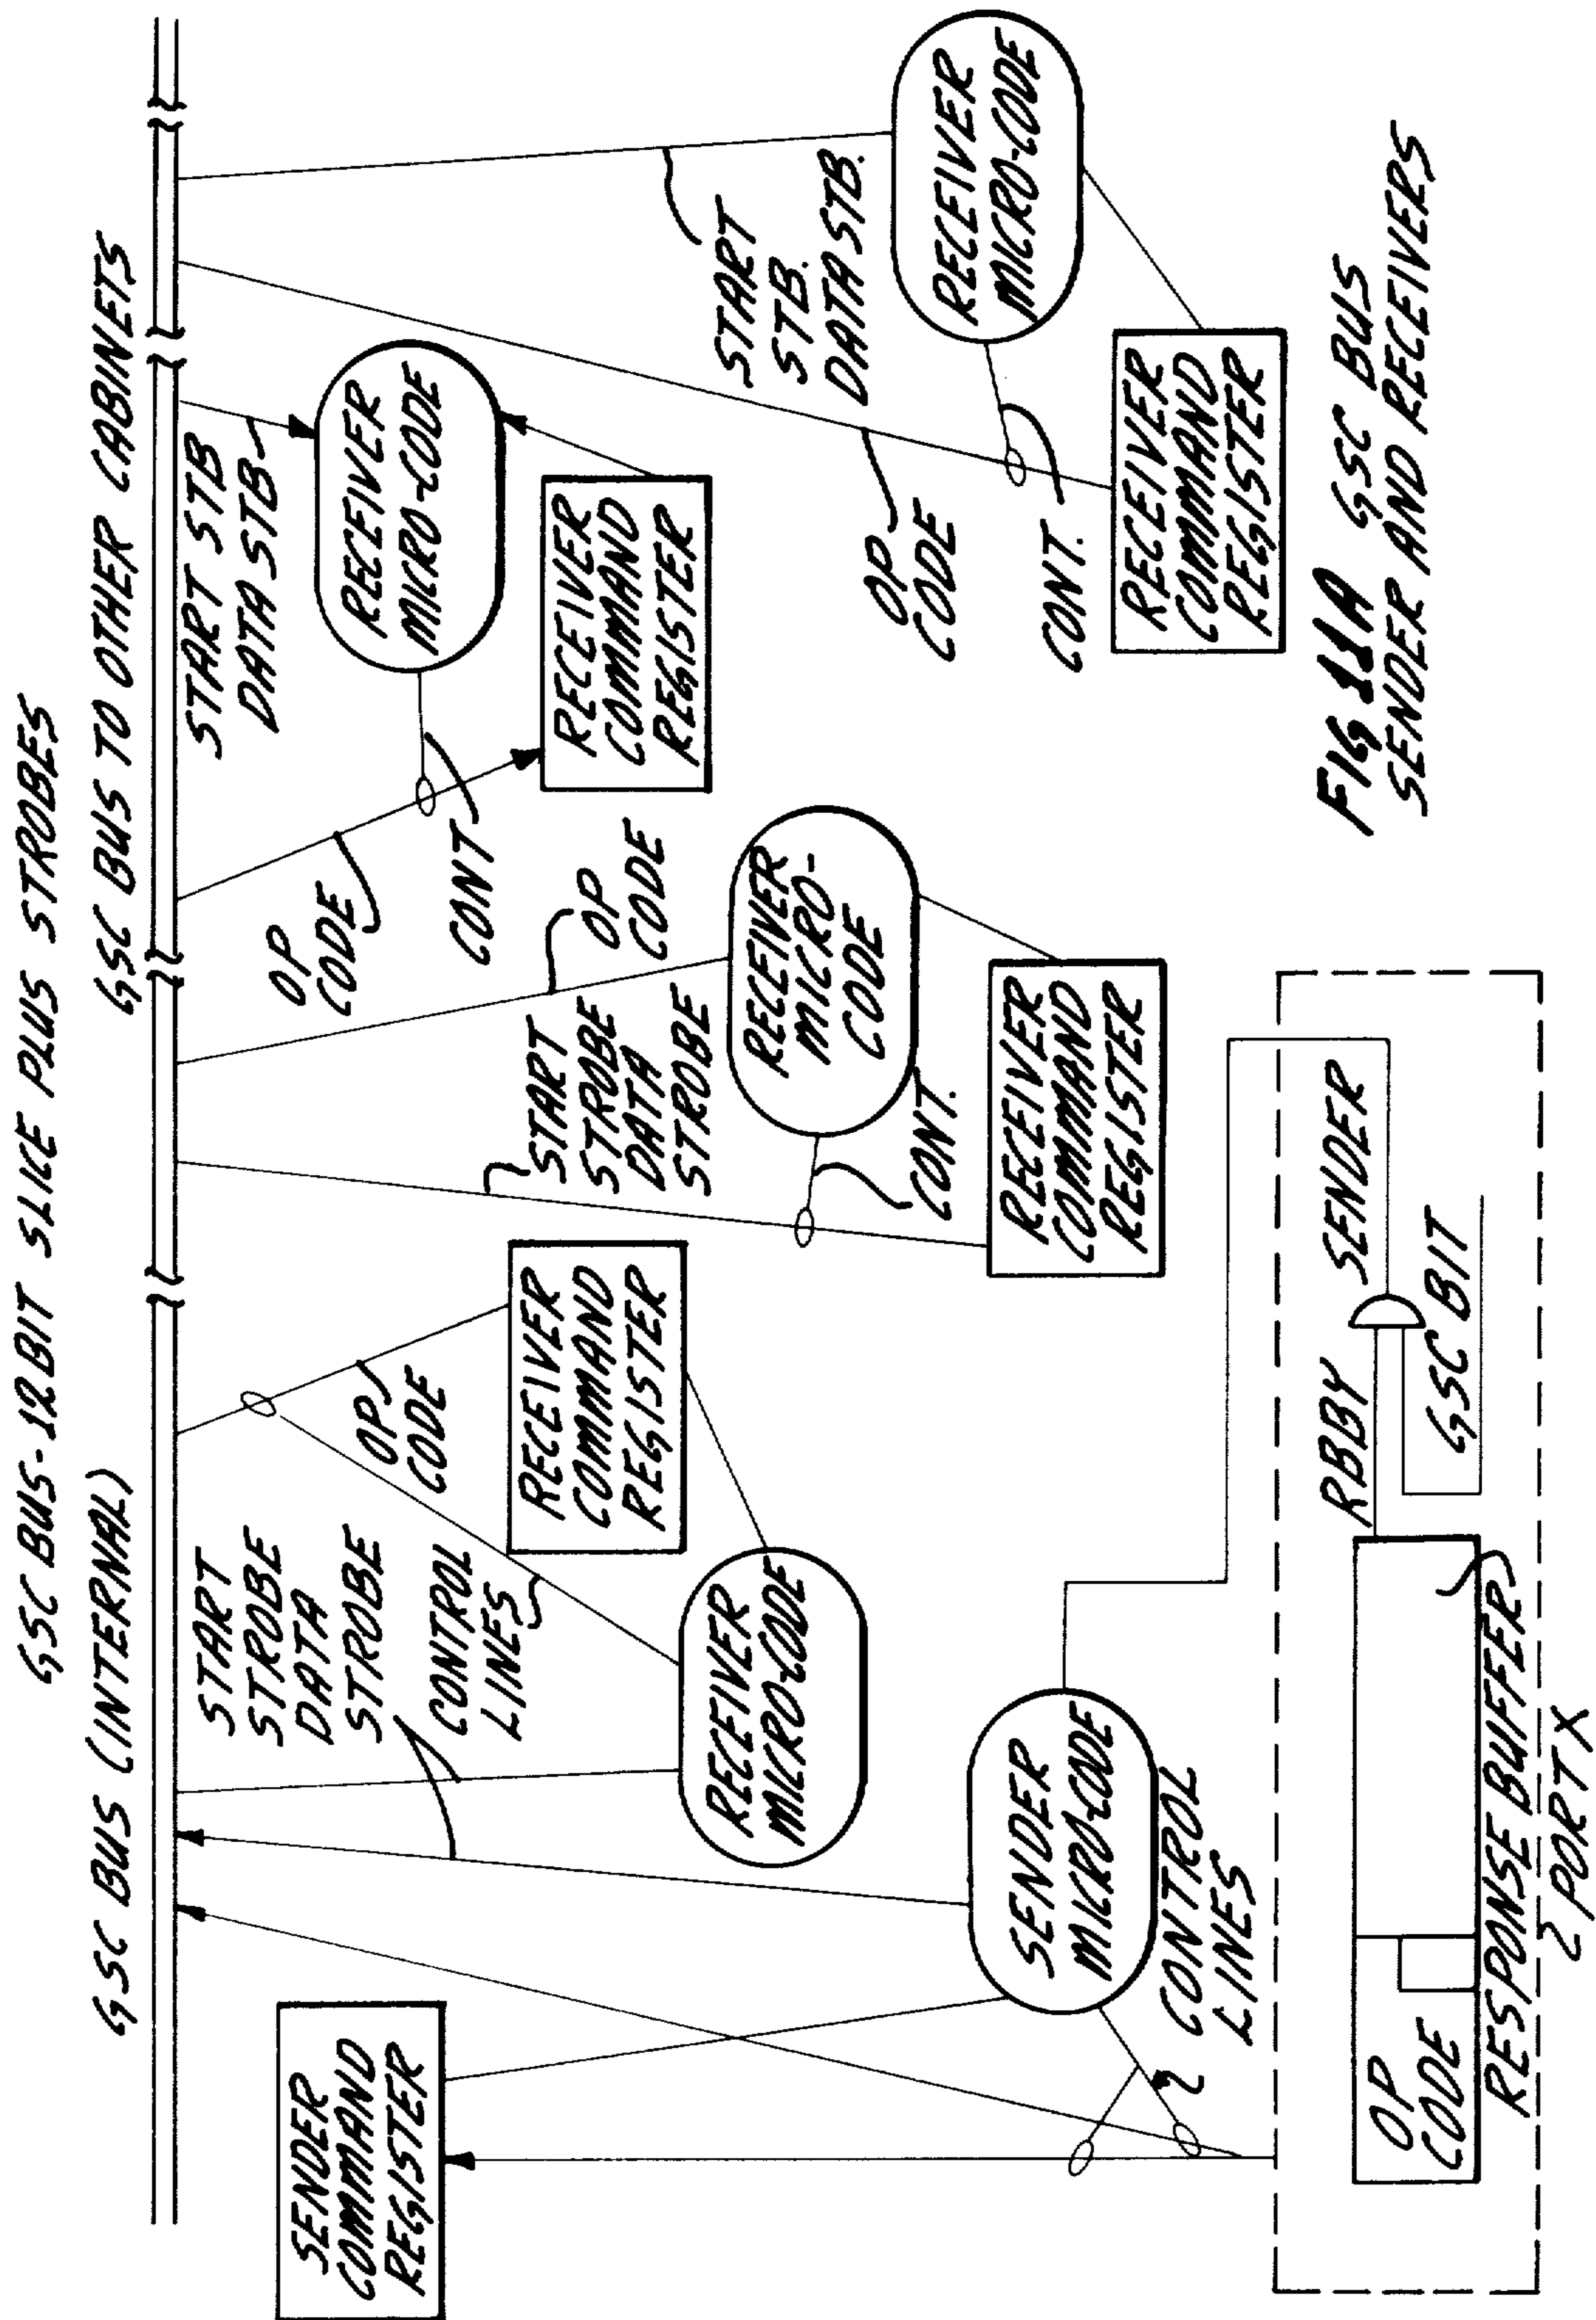 GSC BUS-12BIT SLICE PLUS STROBES
GSC BUS (INTERNAL)
GSC BUS TO OTHER CABINETS
SENDER
COMMAND
REGISTER
START
STROBE
DATA
STROBE
CONTROL
LINES
OP
CODE
RECEIVER
COMMAND
REGISTER
RECEIVER
MICRO-CODE
SENDER
MICRO-CODE
CONTROL
LINES
START
STROBE
DATA
STROBE
OP
CODE
RECEIVER
MICRO-
CODE
CONT.
RECEIVER
COMMAND
REGISTER
OP
CODE
CONT
START STB
DATA STB
RECEIVER
MICRO-CODE
RECEIVER
COMMAND
REGISTER
START
STB.
DATA STB.
RECEIVER
MICRO-CODE
OP
CODE
CONT.
RECEIVER
COMMAND
REGISTER
OP
CODE
RESPONSE BUFFER
2 PORT X
RBBY
SENDER
GSC BIT
FIG 11A GSC BUS
SENDER AND RECEIVERS